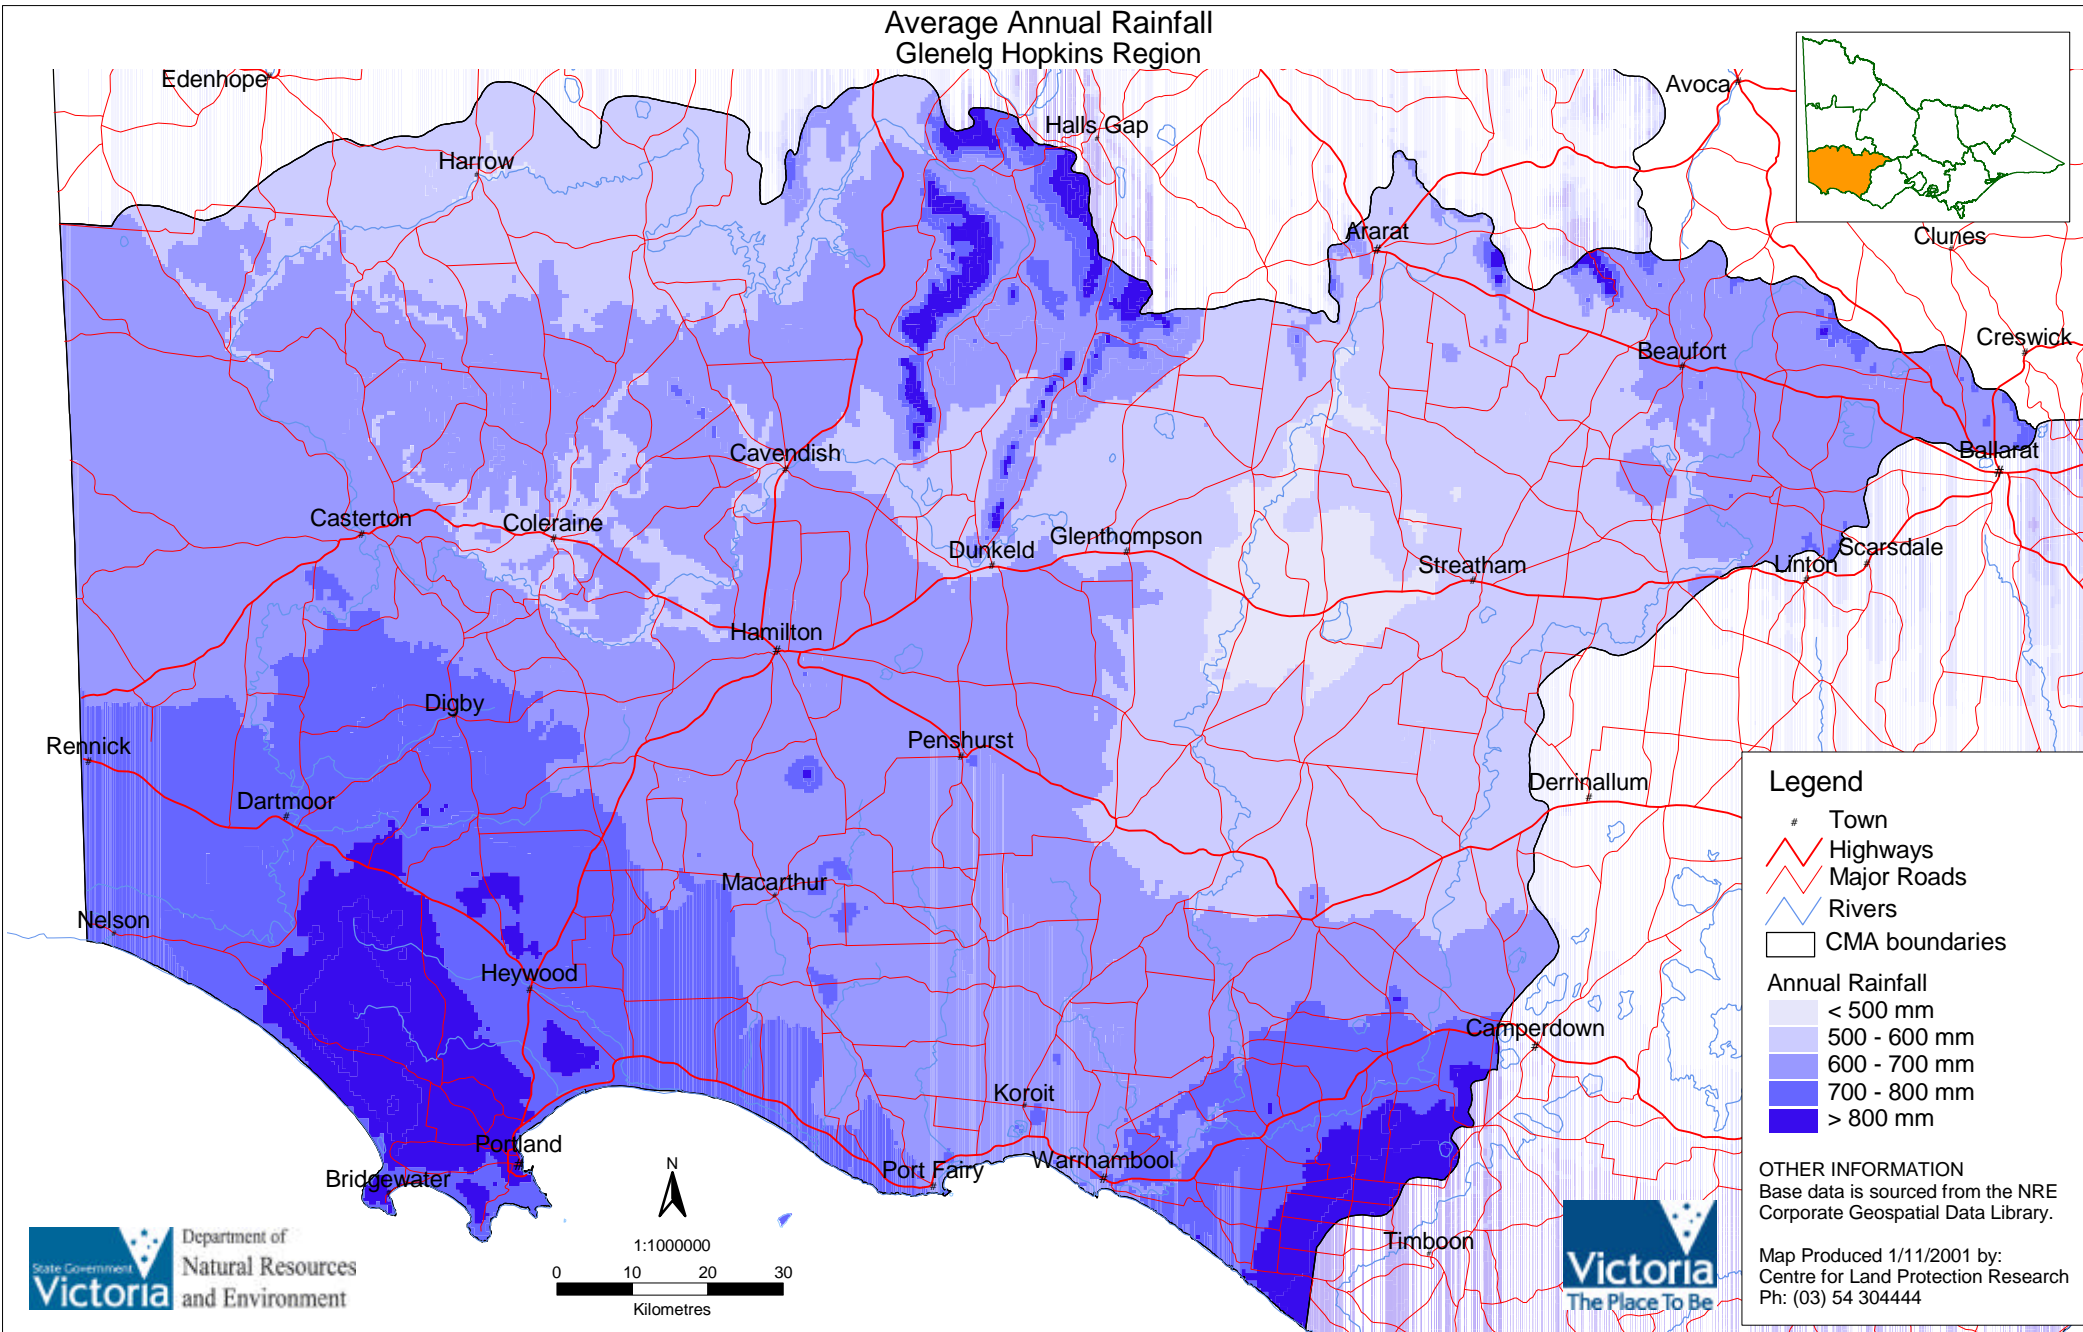 Average Annual Rainfall
Glenelg Hopkins Region
Edenhope
Avoca
Halls Gap
Harrow
Ararat
Clunes
Creswick
Beaufort
Cavendish
Ballarat
Casterton
Coleraine
Glenthompson
Dunkeld
Scarsdale
Streatham
Linton
Hamilton
Digby
Rennick
Penshurst
Derrinallum
Dartmoor
Macarthur
Nelson
Heywood
Camperdown
Koroit
Portland
Warrnambool
Port Fairy
Bridgewater
Timboon
Legend
# Town
Highways
Major Roads
Rivers
CMA boundaries
Annual Rainfall
< 500 mm
500 - 600 mm
600 - 700 mm
700 - 800 mm
> 800 mm
OTHER INFORMATION
Base data is sourced from the NRE
Corporate Geospatial Data Library.
Map Produced 1/11/2001 by:
Centre for Land Protection Research
Ph: (03) 54 304444
State Government
Victoria
Department of
Natural Resources
and Environment
N
1:1000000
0 10 20 30
Kilometres
Victoria
The Place To Be